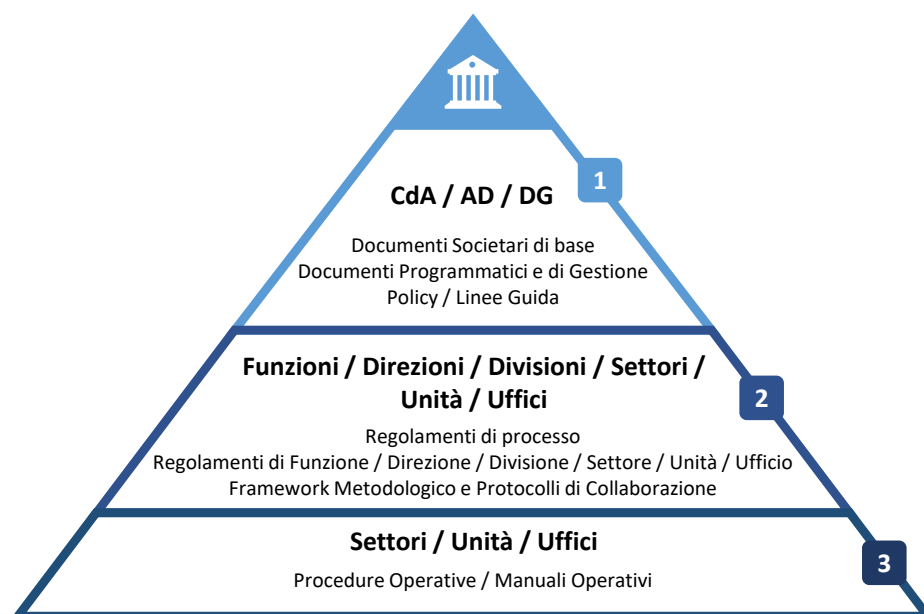 1
CdA / AD / DG
Documenti Societari di base
Documenti Programmatici e di Gestione
Policy / Linee Guida
Funzioni / Direzioni / Divisioni / Settori /
Unità / Uffici
2
Regolamenti di processo
Regolamenti di Funzione / Direzione / Divisione / Settore / Unità / Ufficio
Framework Metodologico e Protocolli di Collaborazione
Settori / Unità / Uffici
3
Procedure Operative / Manuali Operativi